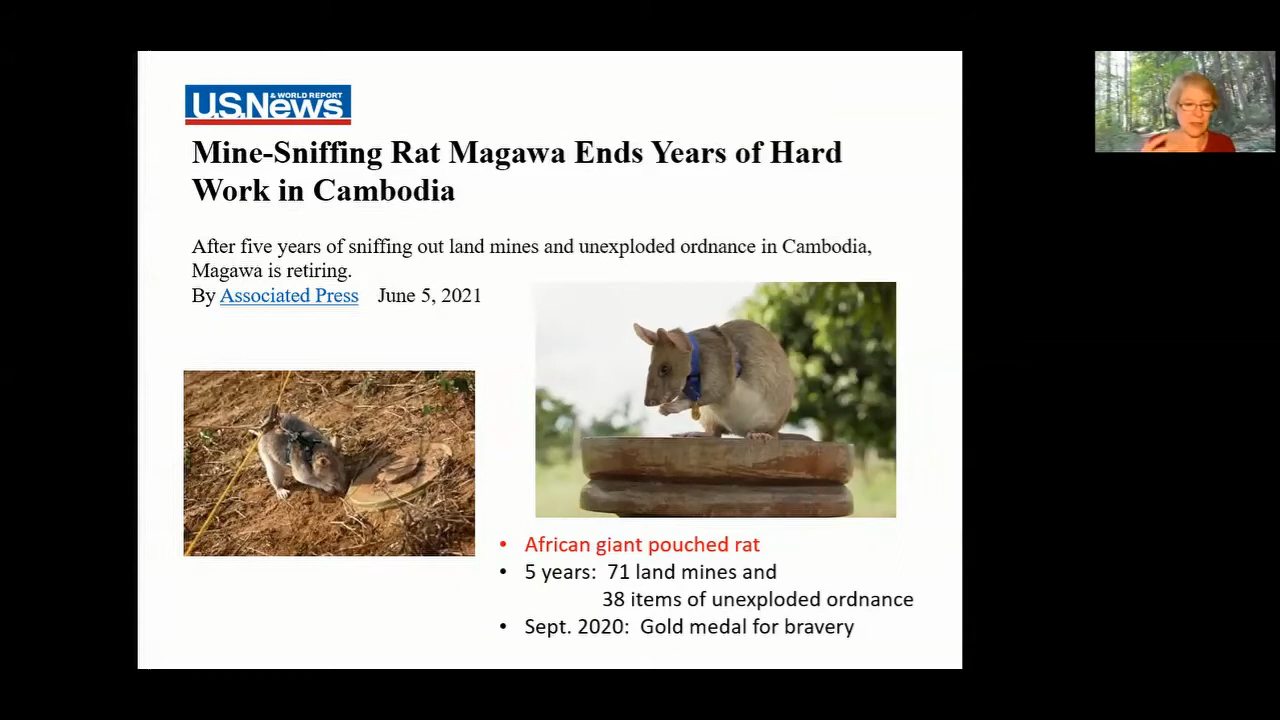 U.S.News
& WORLD REPORT
Mine-Sniffing Rat Magawa Ends Years of Hard
Work in Cambodia
After five years of sniffing out land mines and unexploded ordnance in Cambodia,
Magawa is retiring.
By Associated Press June 5, 2021
• African giant pouched rat
• 5 years: 71 land mines and
38 items of unexploded ordnance
• Sept. 2020: Gold medal for bravery